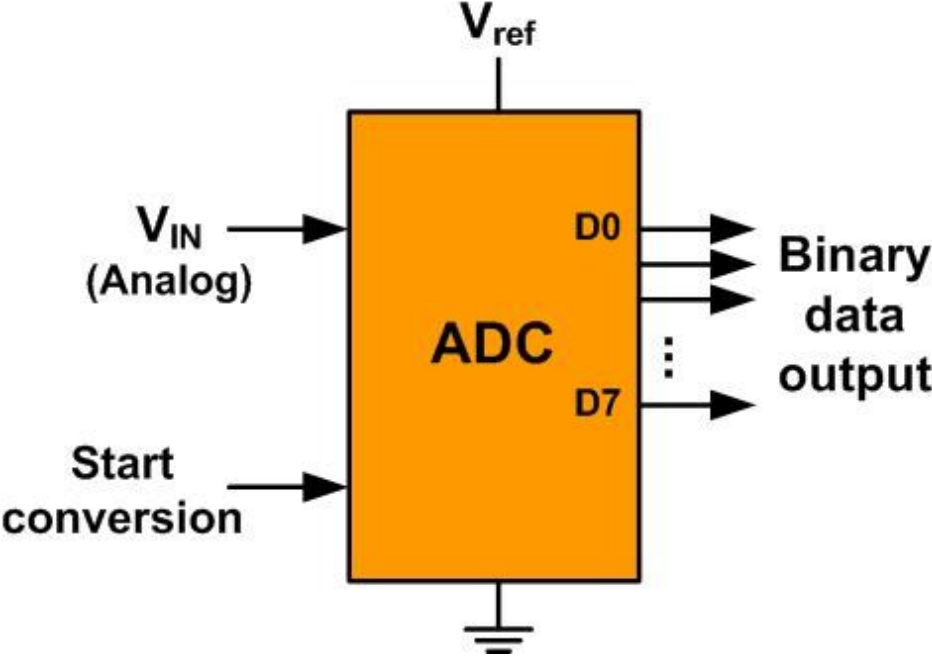 Vref
VIN
(Analog)
Start
conversion
ADC
D0
D7
Binary
data
output